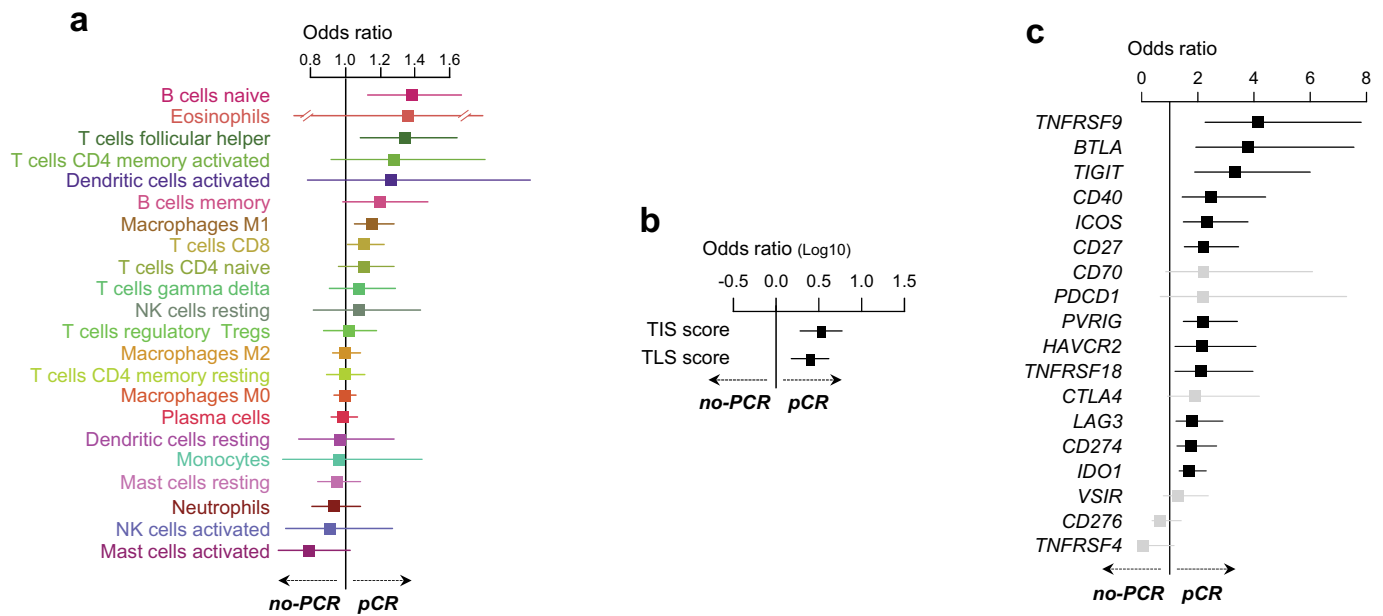 a
Odds ratio
0.8 1.0 1.2 1.4 1.6
B cells naive
Eosinophils
T cells follicular helper
T cells CD4 memory activated
Dendritic cells activated
B cells memory
Macrophages M1
T cells CD8
T cells CD4 naive
T cells gamma delta
NK cells resting
T cells regulatory Tregs
Macrophages M2
T cells CD4 memory resting
Macrophages M0
Plasma cells
Dendritic cells resting
Monocytes
Mast cells resting
Neutrophils
NK cells activated
Mast cells activated
no-PCR pCR
b
Odds ratio (Log10)
-0.5 0.0 0.5 1.0 1.5
TIS score
TLS score
no-PCR pCR
c
Odds ratio
0 2 4 6 8
TNFRSF9
BTLA
TIGIT
CD40
ICOS
CD27
CD70
PDCD1
PVRIG
HAVCR2
TNFRSF18
CTLA4
LAG3
CD274
IDO1
VSIR
CD276
TNFRSF4
no-PCR pCR